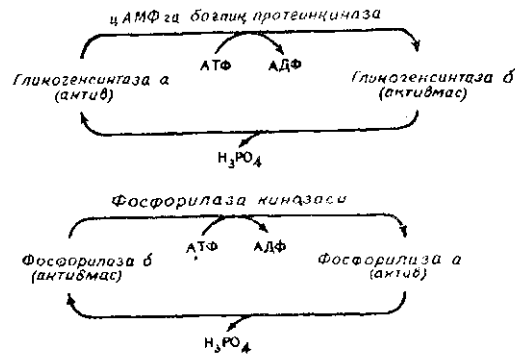 цАМФ га боглиқ протеинкиназа
АТФ АДФ
Гликогенсинтаза а
(актив)
Гликогенсинтаза б
(активмас)
H₃PO₄
Фосфорилаза киназаси
АТФ АДФ
Фосфорилаза б
(активмас)
Фосфорилаза а
(актив)
H₃PO₄